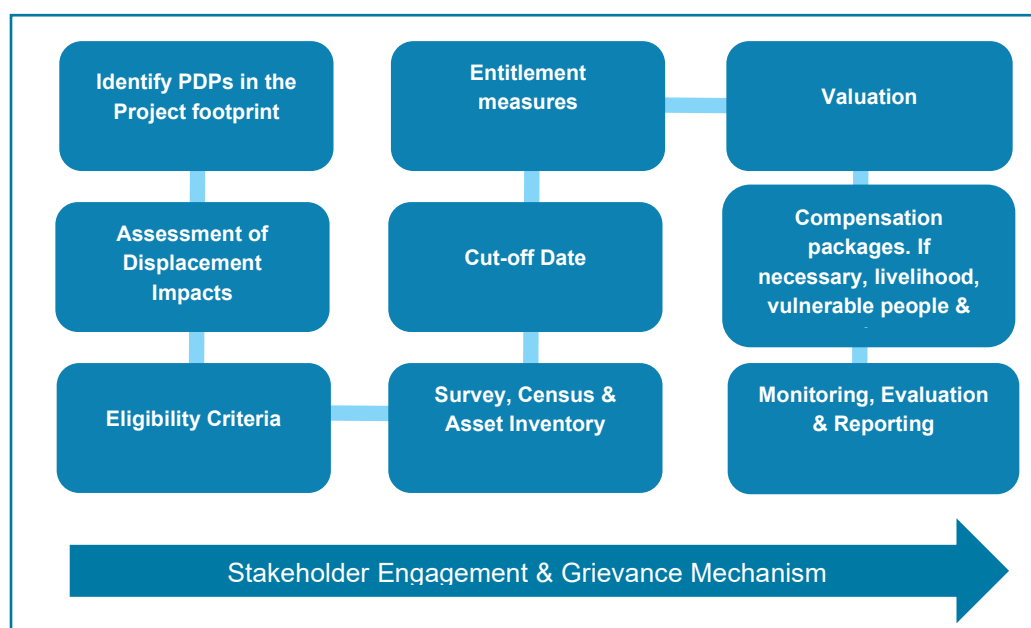 Identify PDPs in the
Project footprint
Assessment of
Displacement
Impacts
Eligibility Criteria
Survey, Census &
Asset Inventory
Cut-off Date
Entitlement
measures
Valuation
Compensation
packages. If
necessary, livelihood,
vulnerable people &
Monitoring, Evaluation
& Reporting
Stakeholder Engagement & Grievance Mechanism